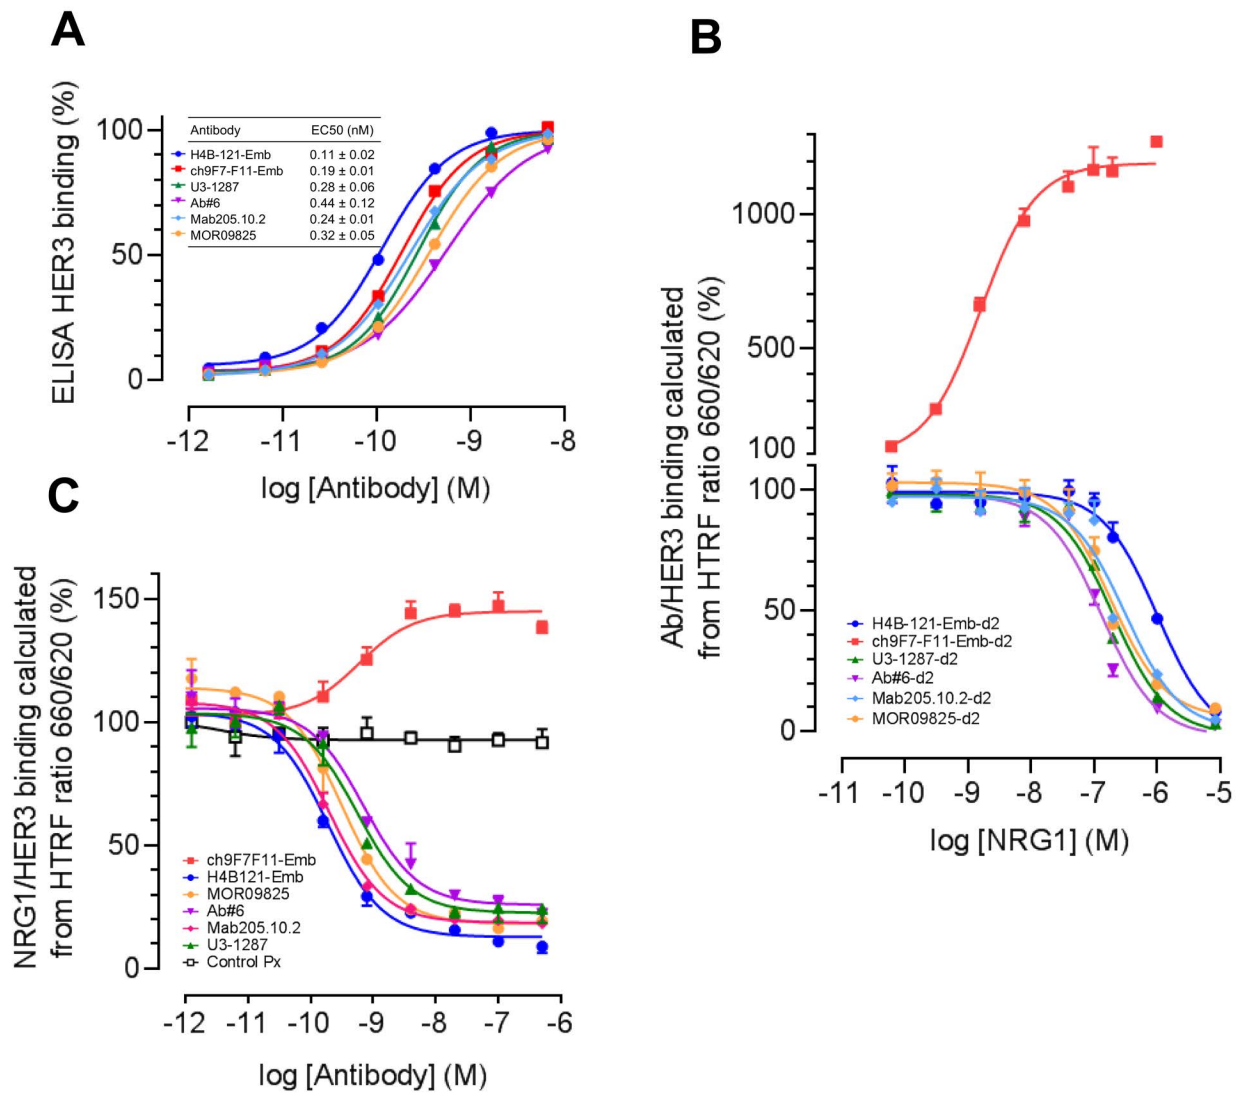 A
ELISA HER3 binding (%)
100
50
0
Antibody EC50 (nM)
H4B-121-Emb 0.11 ± 0.02
ch9F7-F11-Emb 0.19 ± 0.01
U3-1287 0.28 ± 0.06
Ab#6 0.44 ± 0.12
Mab205.10.2 0.24 ± 0.01
MOR09825 0.32 ± 0.05
-12 -11 -10 -9 -8
log [Antibody] (M)
B
Ab/HER3 binding calculated
from HTRF ratio 660/620 (%)
1000
500
100
100
50
0
H4B-121-Emb-d2
ch9F7-F11-Emb-d2
U3-1287-d2
Ab#6-d2
Mab205.10.2-d2
MOR09825-d2
-11 -10 -9 -8 -7 -6 -5
log [NRG1] (M)
C
NRG1/HER3 binding calculated
from HTRF ratio 660/620 (%)
150
100
50
0
ch9F7F11-Emb
H4B121-Emb
MOR09825
Ab#6
Mab205.10.2
U3-1287
Control Px
-12 -11 -10 -9 -8 -7 -6
log [Antibody] (M)